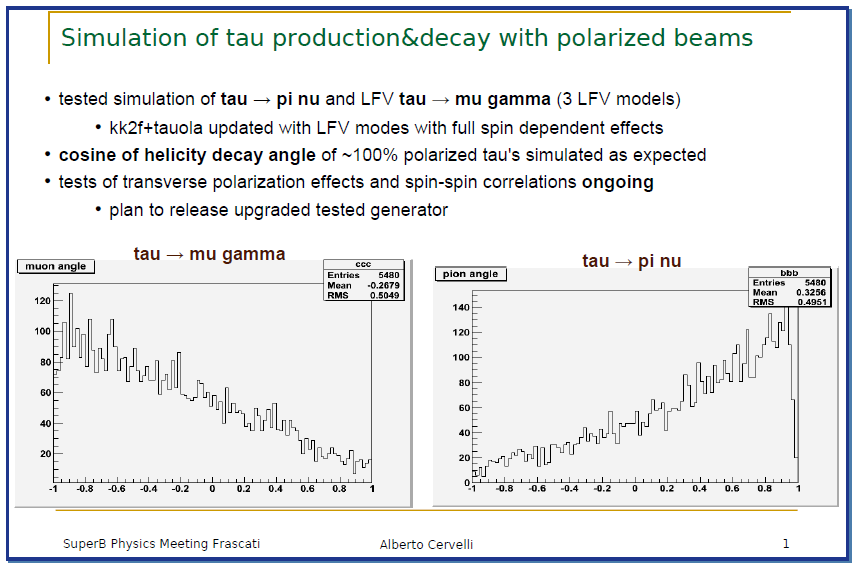 Simulation of tau production&decay with polarized beams
• tested simulation of tau → pi nu and LFV tau → mu gamma (3 LFV models)
• kk2f+tauola updated with LFV modes with full spin dependent effects
• cosine of helicity decay angle of ~100% polarized tau's simulated as expected
• tests of transverse polarization effects and spin-spin correlations ongoing
• plan to release upgraded tested generator
tau → mu gamma
muon angle
ccc
Entries 5480
Mean -0.2679
RMS 0.5049
120
100
80
60
40
20
-1 -0.8 -0.6 -0.4 -0.2 0 0.2 0.4 0.6 0.8 1
tau → pi nu
pion angle
bbb
Entries 5480
Mean 0.3256
RMS 0.4951
140
120
100
80
60
40
20
0
-1 -0.8 -0.6 -0.4 -0.2 0 0.2 0.4 0.6 0.8 1
SuperB Physics Meeting Frascati Alberto Cervelli 1